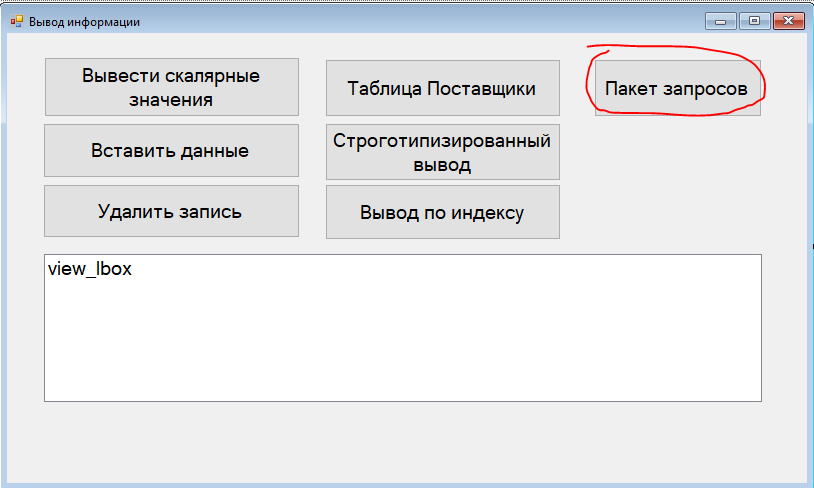 Вывод информации
Вывести скалярные
значения
Таблица Поставщики
Пакет запросов
Вставить данные
Строготипизированный
вывод
Удалить запись
Вывод по индексу
view_lbox